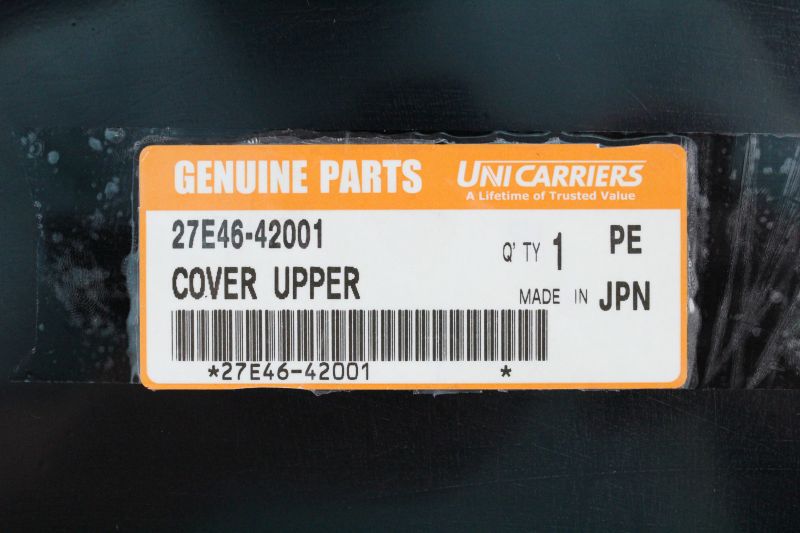 GENUINE PARTS
UNICARRIERS
A Lifetime of Trusted Value
27E46-42001
Q' TY 1 PE
COVER UPPER
MADE IN JPN
*27E46-42001 *